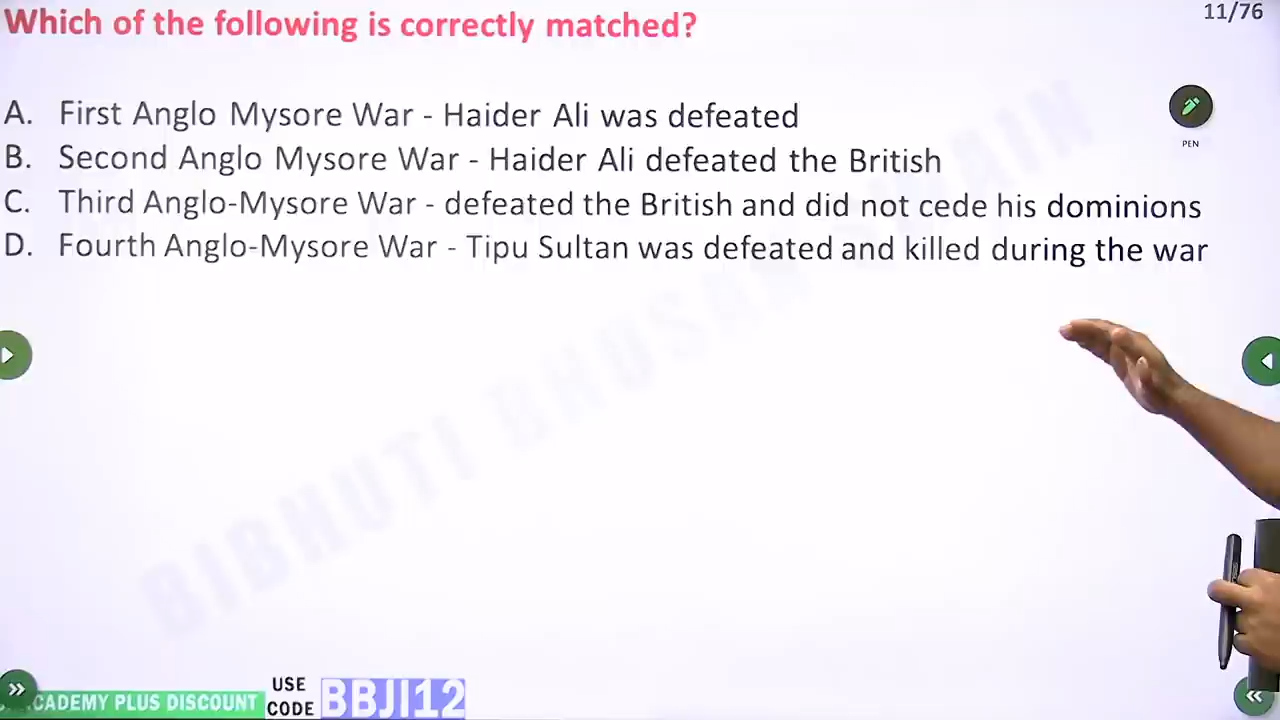 Which of the following is correctly matched?
11/76
A. First Anglo Mysore War - Haider Ali was defeated
B. Second Anglo Mysore War - Haider Ali defeated the British
C. Third Anglo-Mysore War - defeated the British and did not cede his dominions
D. Fourth Anglo-Mysore War - Tipu Sultan was defeated and killed during the war
PEN
BIBHUTI BHUSAN SWAIN
CADEMY PLUS DISCOUNT
USE
CODE
BBJI12